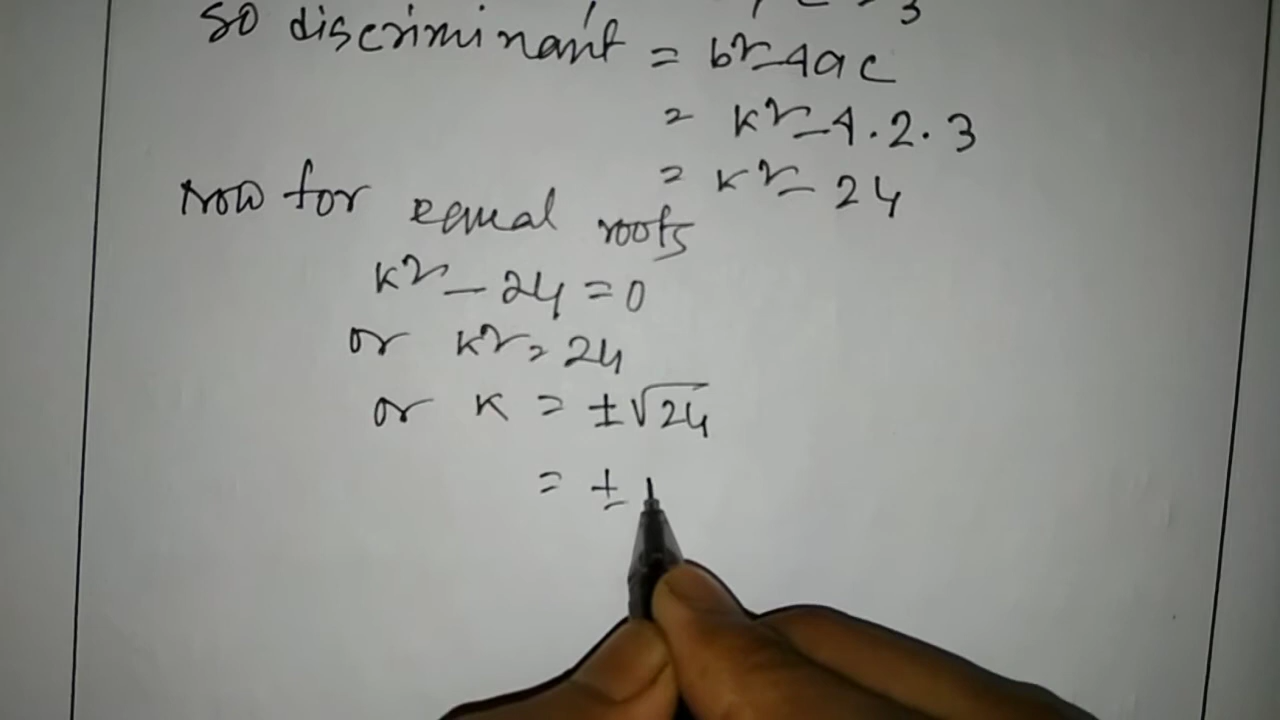 3
so discriminant = b² - 4ac
= k² - 4.2.3
= k² - 24
Now for equal roots
k² - 24 = 0
or k² = 24
or k = ±√24
= ±